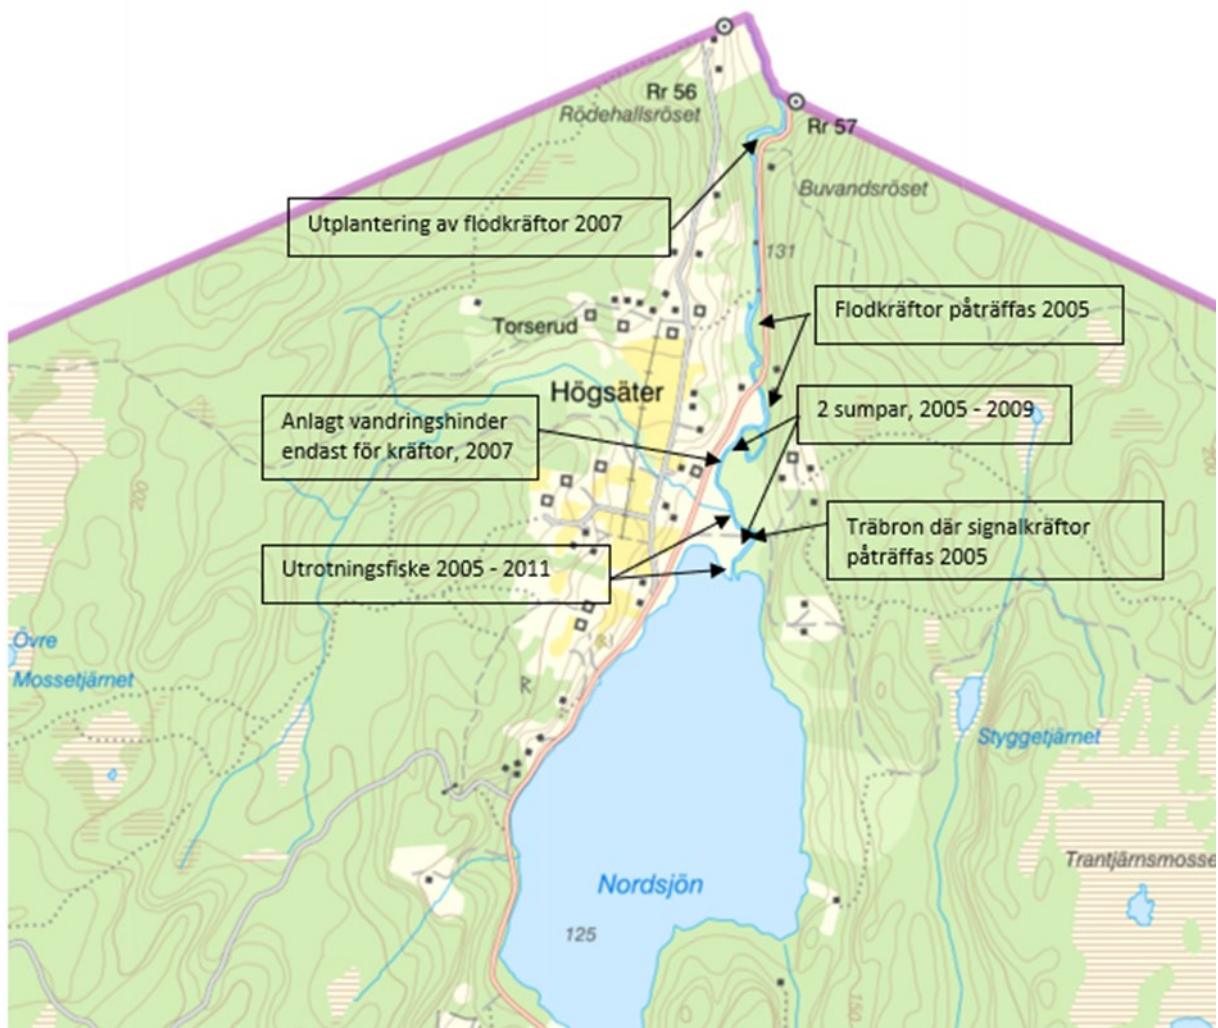 Rr 56
Rödehallsröset
Rr 57
Buvandsröset
Utplantering av flodkräftor 2007
131
Flodkräftor påträffas 2005
Torserud
Högsäter
2 sumpar, 2005 - 2009
Anlagt vandringshinder
endast för kräftor, 2007
200
200
Träbron där signalkräftor
påträffas 2005
Utrotningsfiske 2005 - 2011
Övre
Mossetjärnet
Styggetjärnet
Trantjärnsmosse
Nordsjön
125
150